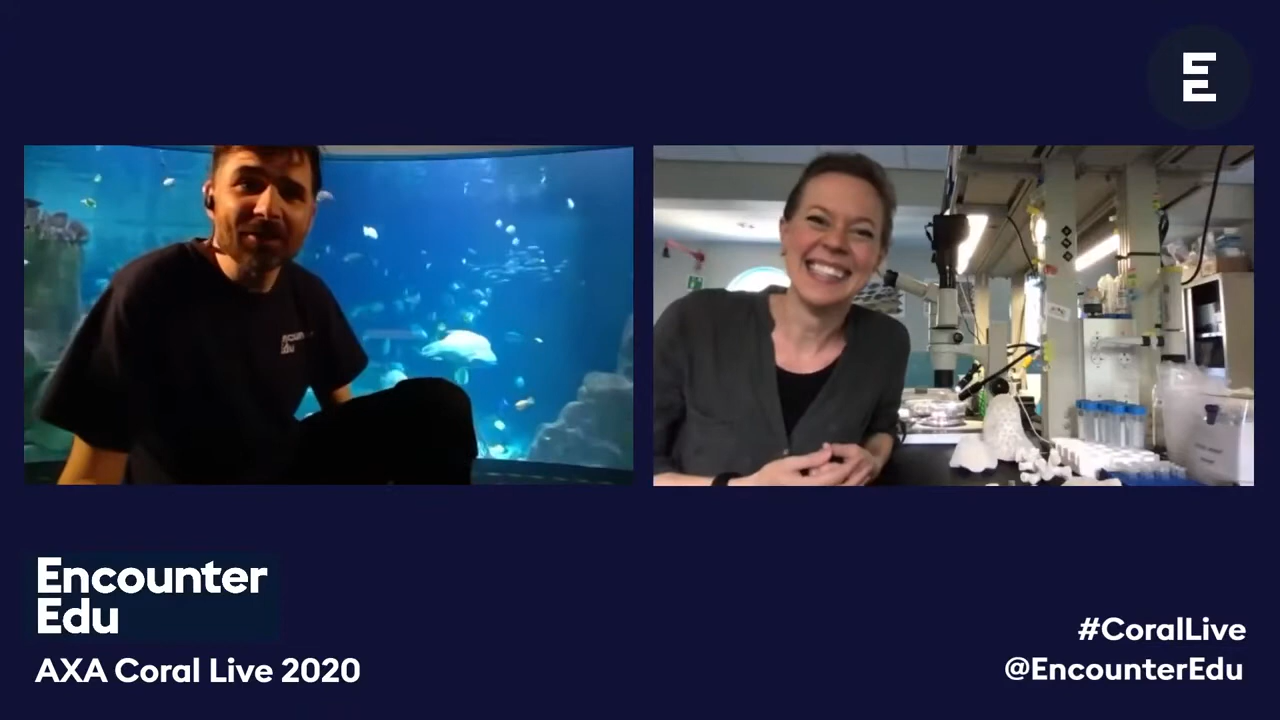 E
Encounter
Edu
AXA Coral Live 2020
#CoralLive
@EncounterEdu